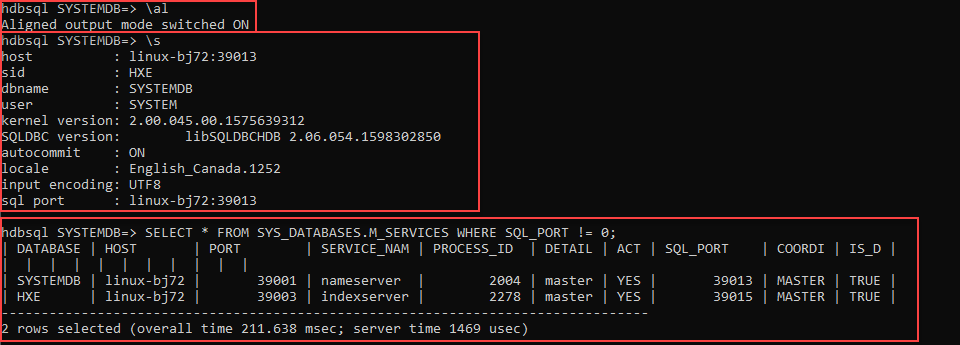 hdbsql SYSTEMDB=> \al
Aligned output mode switched ON
hdbsql SYSTEMDB=> \s
host          : linux-bj72:39013
sid           : HXE
dbname        : SYSTEMDB
user          : SYSTEM
kernel version: 2.00.045.00.1575639312
SQLDBC version:        libSQLDBCHDB 2.06.054.1598302850
autocommit    : ON
locale        : English_Canada.1252
input encoding: UTF8
sql port      : linux-bj72:39013
hdbsql SYSTEMDB=> SELECT * FROM SYS_DATABASES.M_SERVICES WHERE SQL_PORT != 0;
| DATABASE | HOST       | PORT        | SERVICE_NAM | PROCESS_ID  | DETAIL | ACT | SQL_PORT    | COORDI | IS_D |
|  |  |  |  |  |  |  |  |  |  |
| SYSTEMDB | linux-bj72 |       39001 | nameserver  |        2004 | master | YES |       39013 | MASTER | TRUE |
| HXE      | linux-bj72 |       39003 | indexserver |        2278 | master | YES |       39015 | MASTER | TRUE |
---------------------------------------------------------------------------------
2 rows selected (overall time 211.638 msec; server time 1469 usec)